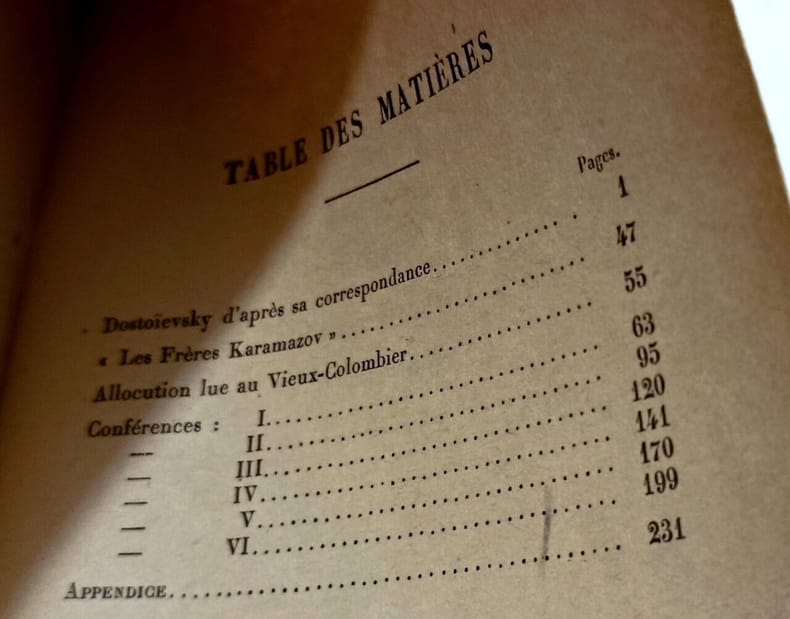 TABLE DES MATIÈRES
Pages.
Dostoïevsky d'après sa correspondance. . . . . . . . . . . 1
« Les Frères Karamazov ». . . . . . . . . . . . . . . . . . . . 47
Allocution lue au Vieux-Colombier. . . . . . . . . . . . . . . 55
Conférences : I. . . . . . . . . . . . . . . . . . . . . . . . . . 63
— II. . . . . . . . . . . . . . . . . . . . . . . . . . 95
— III. . . . . . . . . . . . . . . . . . . . . . . . . . 120
— IV. . . . . . . . . . . . . . . . . . . . . . . . . . 141
— V. . . . . . . . . . . . . . . . . . . . . . . . . . 170
— VI. . . . . . . . . . . . . . . . . . . . . . . . . . 199
APPENDICE. . . . . . . . . . . . . . . . . . . . . . . . . . . . . . 231